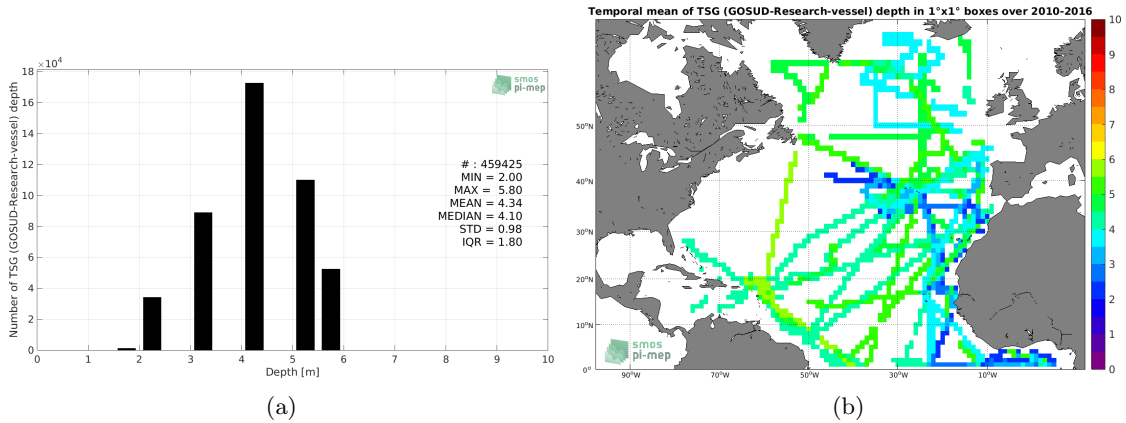 ×10⁴
18
16
14
12
10
8
6
4
2
0
0 1 2 3 4 5 6 7 8 9 10
Number of TSG (GOSUD-Research-vessel) depth
Depth [m]
smos
pi-mep
# : 459425
MIN = 2.00
MAX = 5.80
MEAN = 4.34
MEDIAN = 4.10
STD = 0.98
IQR = 1.80
(a)
Temporal mean of TSG (GOSUD-Research-vessel) depth in 1°x1° boxes over 2010-2016
50°N
40°N
30°N
20°N
10°N
0°
90°W 70°W 50°W 30°W 10°W
smos
pi-mep
10
9
8
7
6
5
4
3
2
1
0
(b)